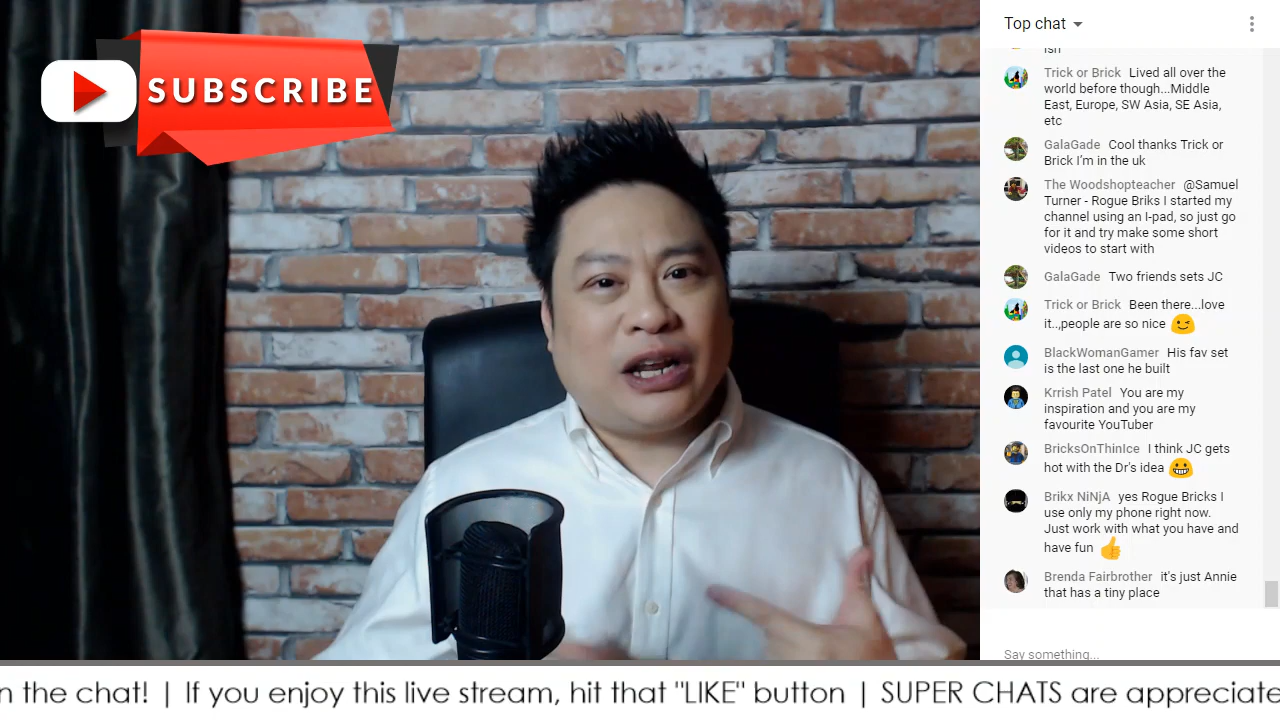 SUBSCRIBE
Top chat
ish
Trick or Brick Lived all over the
world before though...Middle
East, Europe, SW Asia, SE Asia,
etc
GalaGade Cool thanks Trick or
Brick I'm in the uk
The Woodshopteacher @Samuel
Turner - Rogue Briks I started my
channel using an I-pad, so just go
for it and try make some short
videos to start with
GalaGade Two friends sets JC
Trick or Brick Been there...love
it..,people are so nice 😉
BlackWomanGamer His fav set
is the last one he built
Krrish Patel You are my
inspiration and you are my
favourite YouTuber
BricksOnThinIce I think JC gets
hot with the Dr's idea 😀
Brikx NiNjA yes Rogue Bricks I
use only my phone right now.
Just work with what you have and
have fun 👍
Brenda Fairbrother it's just Annie
that has a tiny place
Say something...
n the chat! | If you enjoy this live stream, hit that "LIKE" button | SUPER CHATS are appreciate